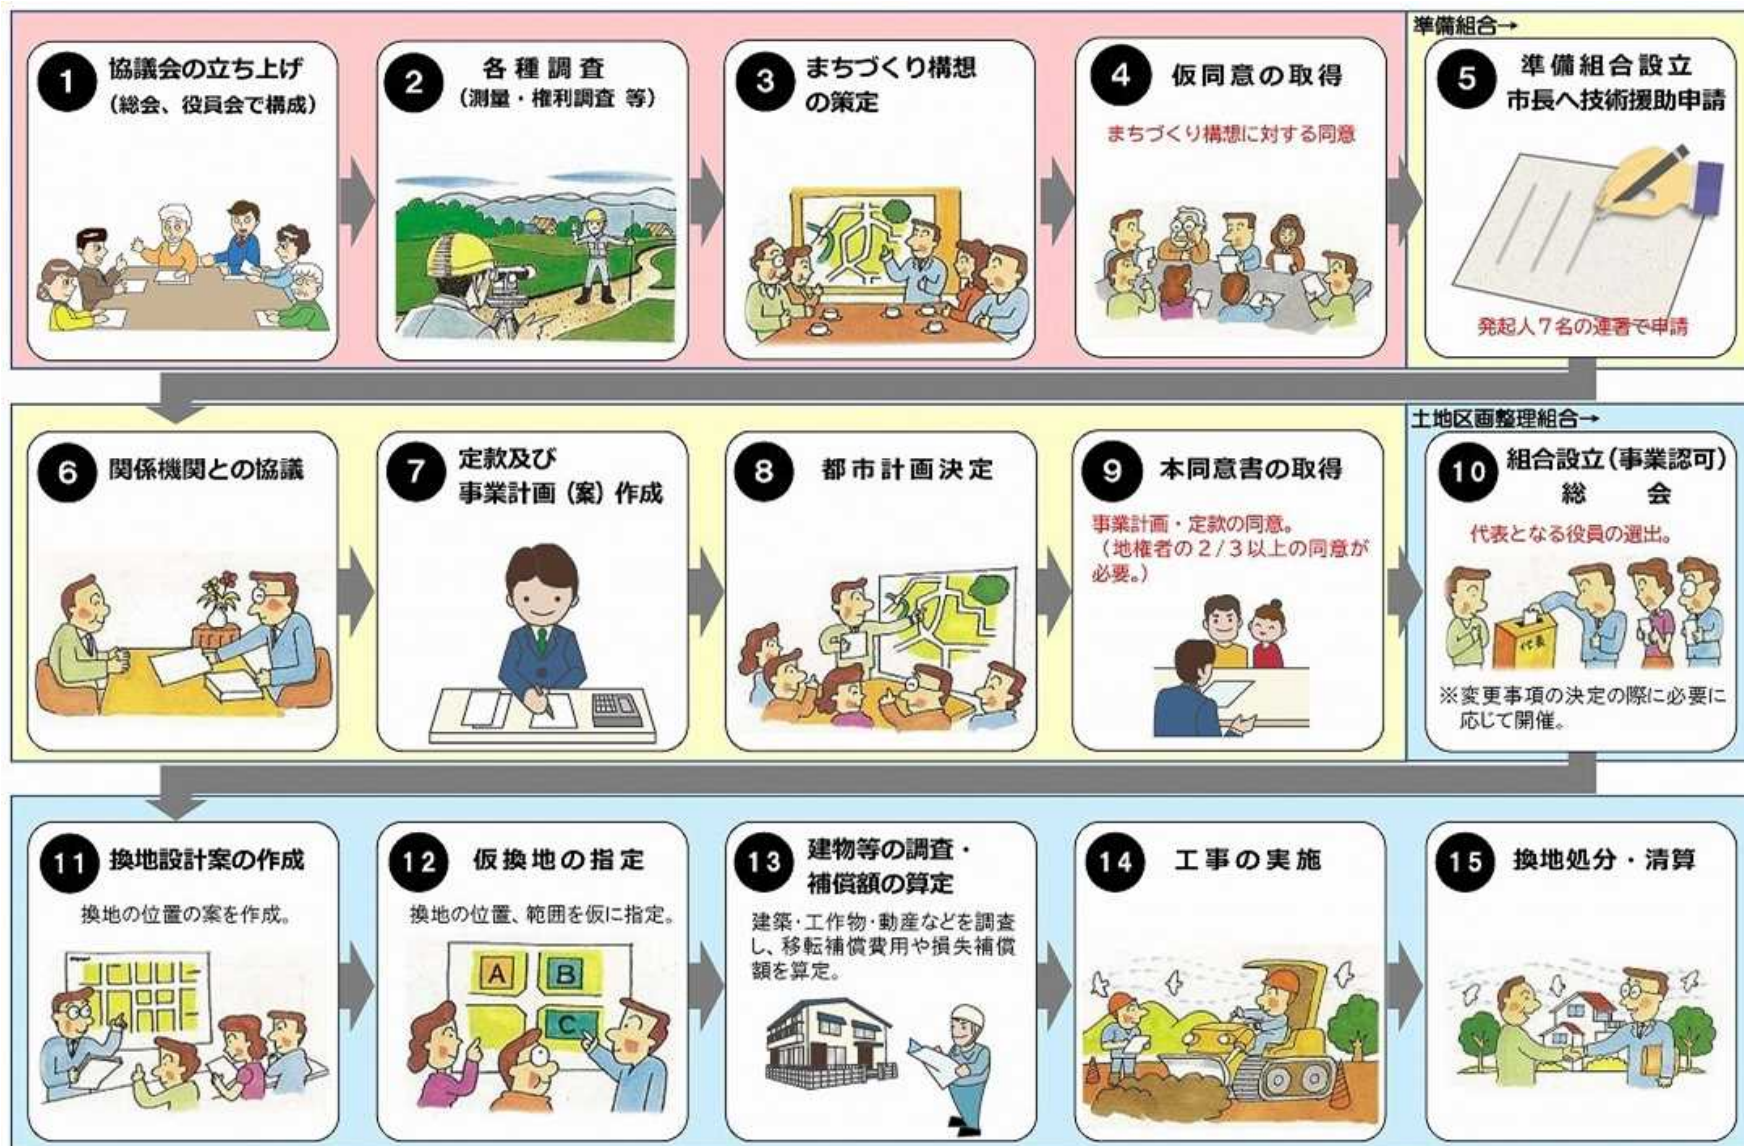 1
協議会の立ち上げ
(総会、役員会で構成)
2
各種調査
(測量・権利調査 等)
3
まちづくり構想
の策定
4
仮同意の取得
まちづくり構想に対する同意
準備組合→
5
準備組合設立
市長へ技術援助申請
発起人7名の連署で申請
6
関係機関との協議
7
定款及び
事業計画(案)作成
8
都市計画決定
9
本同意書の取得
事業計画・定款の同意。
(地権者の2/3以上の同意が
必要。)
土地区画整理組合→
10
組合設立(事業認可)
総 会
代表となる役員の選出。
代表
※変更事項の決定の際に必要に
応じて開催。
11
換地設計案の作成
換地の位置の案を作成。
12
仮換地の指定
換地の位置、範囲を仮に指定。
A B
C
13
建物等の調査・
補償額の算定
建築・工作物・動産などを調査
し、移転補償費用や損失補償
額を算定。
14
工事の実施
15
換地処分・清算